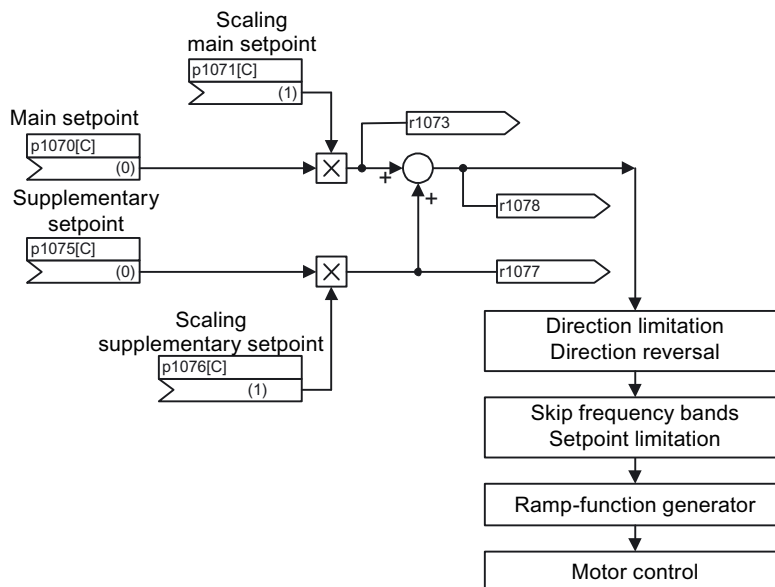 Scaling
main setpoint
p1071[C]
(1)
r1073
Main setpoint
p1070[C]
(0)
+
+
r1078
Supplementary
setpoint
p1075[C]
(0)
r1077
Scaling
supplementary setpoint
p1076[C]
(1)
Direction limitation
Direction reversal
Skip frequency bands
Setpoint limitation
Ramp-function generator
Motor control